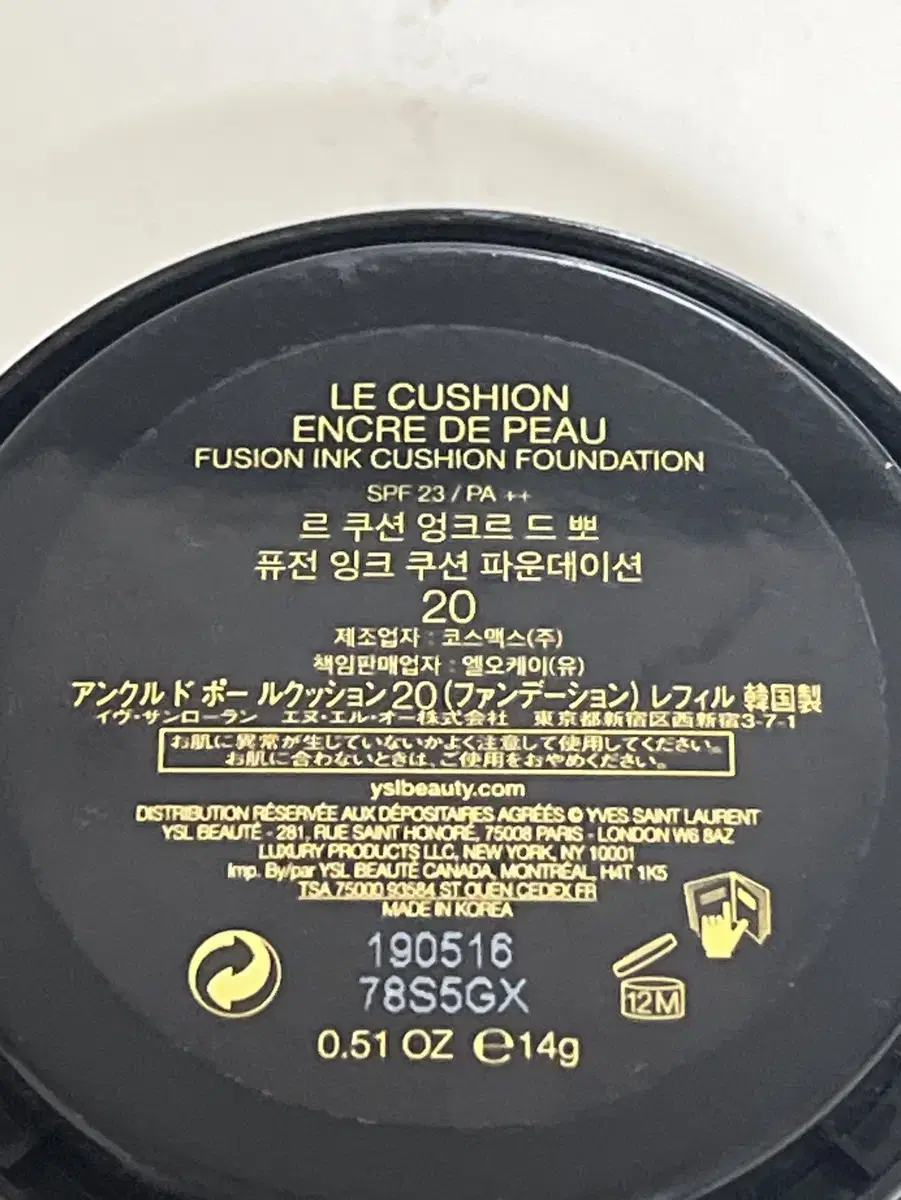 LE CUSHION
ENCRE DE PEAU
FUSION INK CUSHION FOUNDATION
SPF 23 / PA ++
르 쿠션 엉크르 드 뽀
퓨전 잉크 쿠션 파운데이션
20
제조업자 : 코스맥스(주)
책임판매업자 : 엘오케이(유)
アンクル ド ポー ルクッション20(ファンデーション) レフィル 韓国製
イヴ・サンローラン エヌ・エル・オー株式会社 東京都新宿区西新宿3-7-1
お肌に異常が生じていないかよく注意して使用してください。
お肌に合わないときは、ご使用をおやめください。
yslbeauty.com
DISTRIBUTION RÉSERVÉE AUX DÉPOSITAIRES AGRÉÉS © YVES SAINT LAURENT
YSL BEAUTÉ - 281, RUE SAINT HONORÉ, 75008 PARIS - LONDON W6 8AZ
LUXURY PRODUCTS LLC, NEW YORK, NY 10001
Imp. By/par YSL BEAUTÉ CANADA, MONTRÉAL, H4T 1K5
TSA 75000 93584 ST OUEN CEDEX FR
MADE IN KOREA
190516
78S5GX
12M
0.51 OZ ℮14g